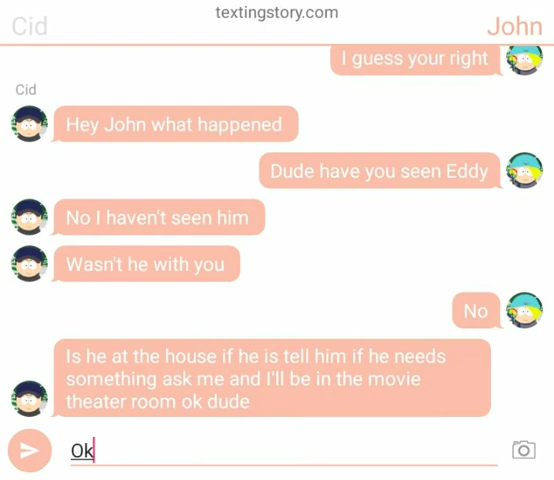 textingstory.com
Cid
John
I guess your right
Cid
Hey John what happened
Dude have you seen Eddy
No I haven't seen him
Wasn't he with you
No
Is he at the house if he is tell him if he needs
something ask me and I'll be in the movie
theater room ok dude
Ok